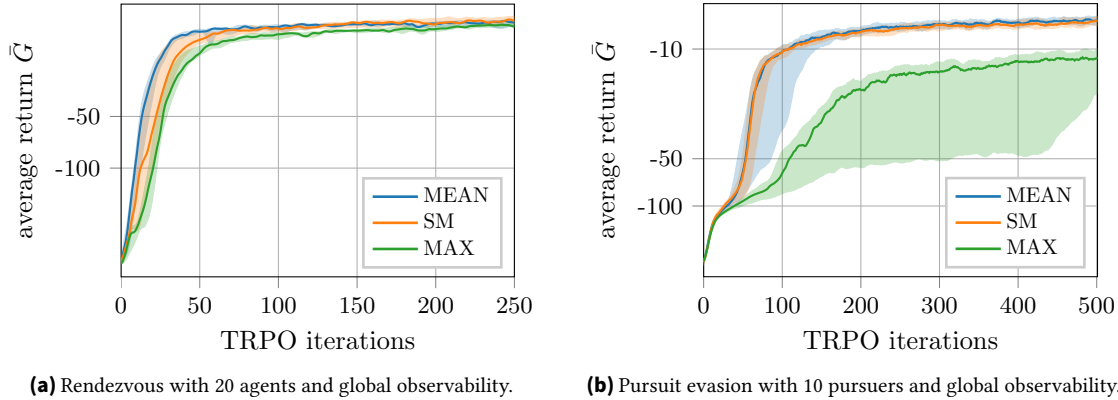 average return Ḡ
-50
-100
MEAN
SM
MAX
0 50 100 150 200 250
TRPO iterations
(a) Rendezvous with 20 agents and global observability.
average return Ḡ
-10
-50
-100
MEAN
SM
MAX
0 100 200 300 400 500
TRPO iterations
(b) Pursuit evasion with 10 pursuers and global observability.